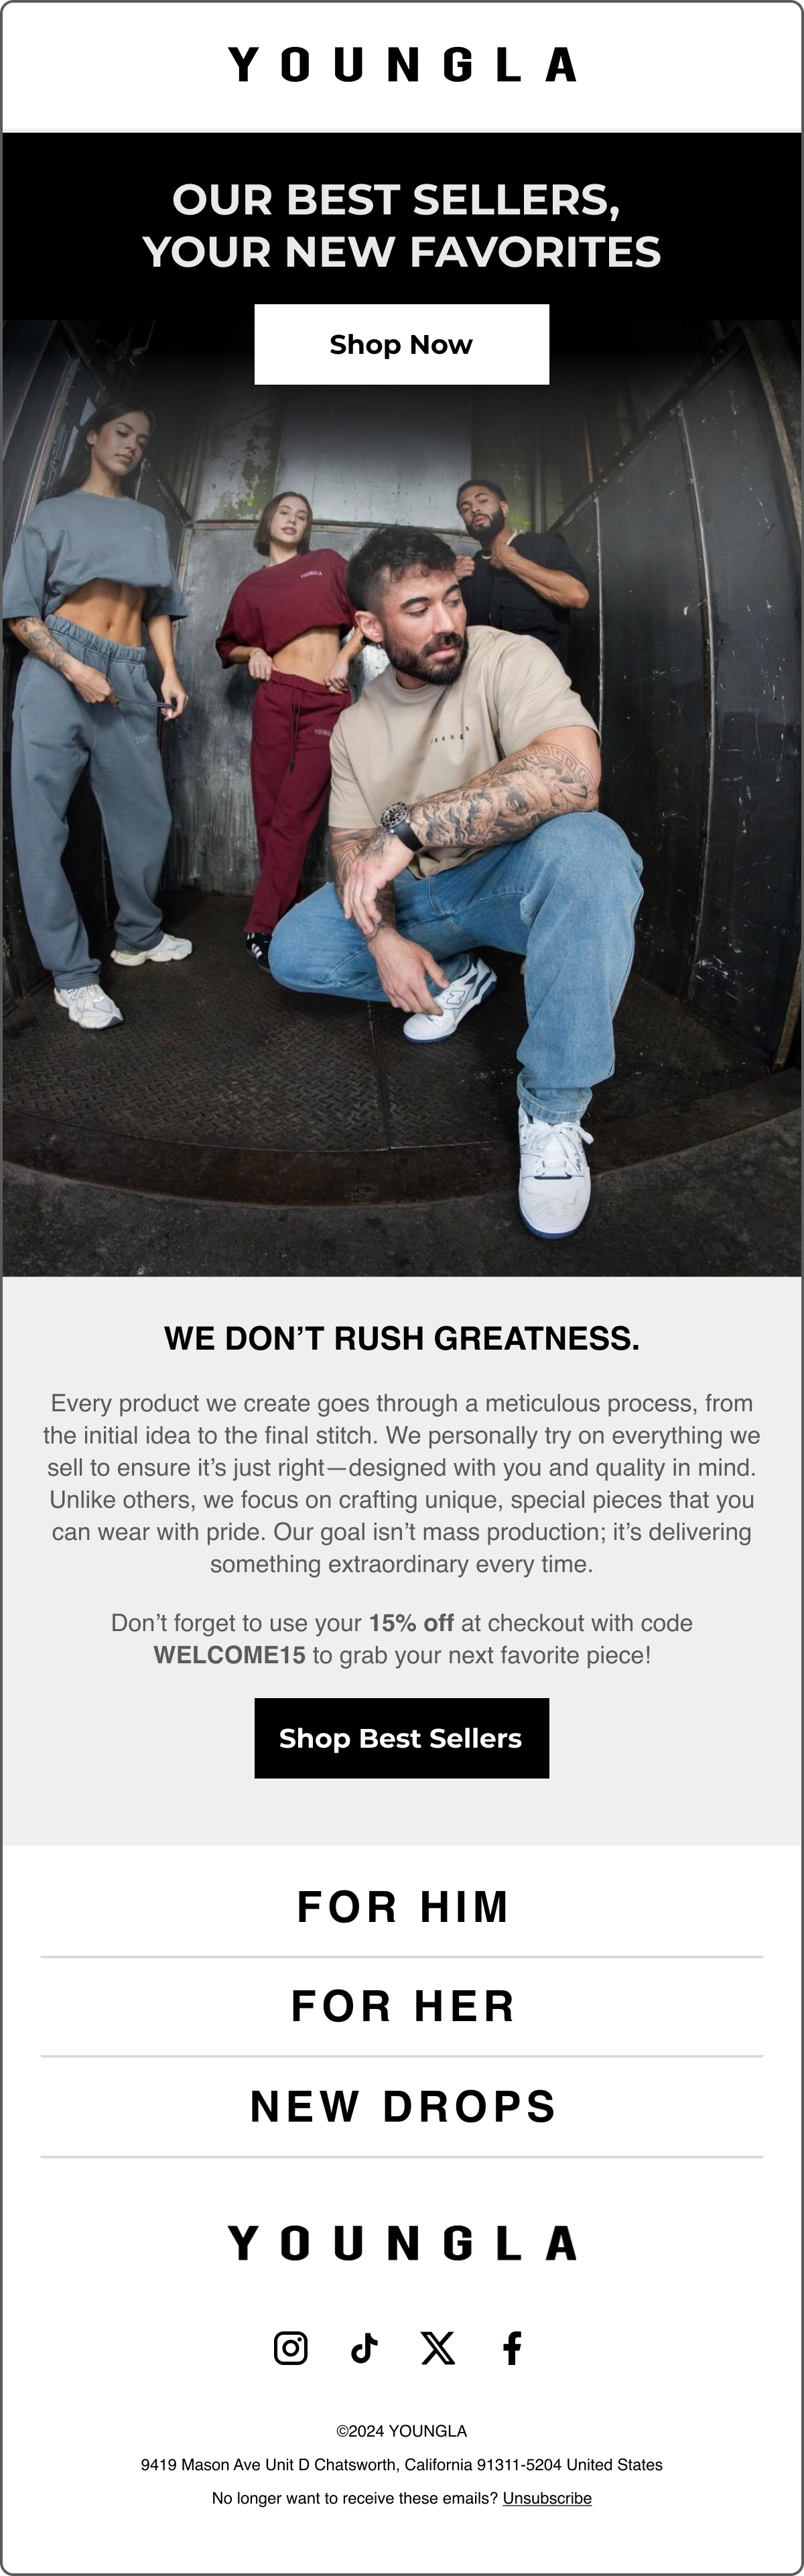 YOUNGLA
OUR BEST SELLERS,
YOUR NEW FAVORITES
Shop Now
YOUNGLA
young
WE DON’T RUSH GREATNESS.
Every product we create goes through a meticulous process, from
the initial idea to the final stitch. We personally try on everything we
sell to ensure it’s just right—designed with you and quality in mind.
Unlike others, we focus on crafting unique, special pieces that you
can wear with pride. Our goal isn’t mass production; it’s delivering
something extraordinary every time.
Don’t forget to use your 15% off at checkout with code
WELCOME15 to grab your next favorite piece!
Shop Best Sellers
FOR HIM
FOR HER
NEW DROPS
YOUNGLA
©2024 YOUNGLA
9419 Mason Ave Unit D Chatsworth, California 91311-5204 United States
No longer want to receive these emails? Unsubscribe